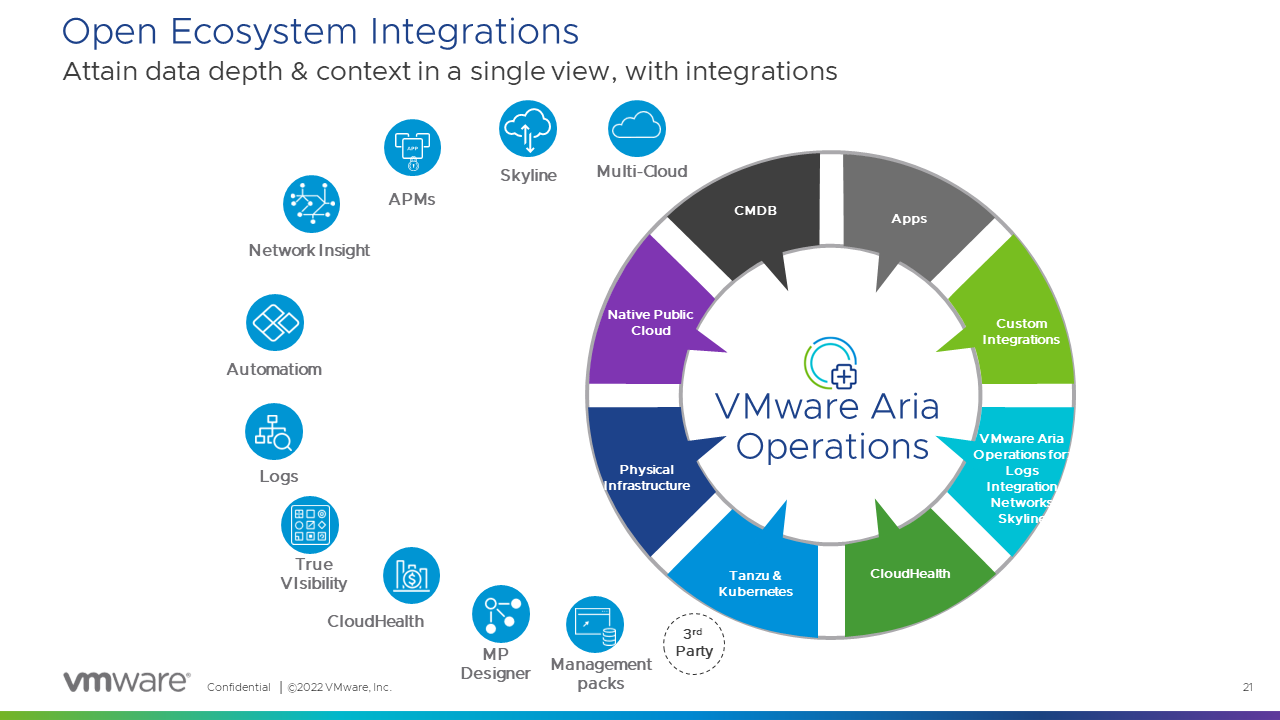 Open Ecosystem Integrations
Attain data depth & context in a single view, with integrations
Skyline
Multi-Cloud
APP
APMs
Network Insight
Automatiom
Logs
True
VIsibility
CloudHealth
MP
Designer
Management
packs
3rd
Party
CMDB
Apps
Native Public
Cloud
Custom
Integrations
VMware Aria
Operations
Physical
Infrastructure
VMware Aria
Operations for
Logs
Integration
Networks
Skyline
Tanzu &
Kubernetes
CloudHealth
vmware®
Confidential | ©2022 VMware, Inc.
21